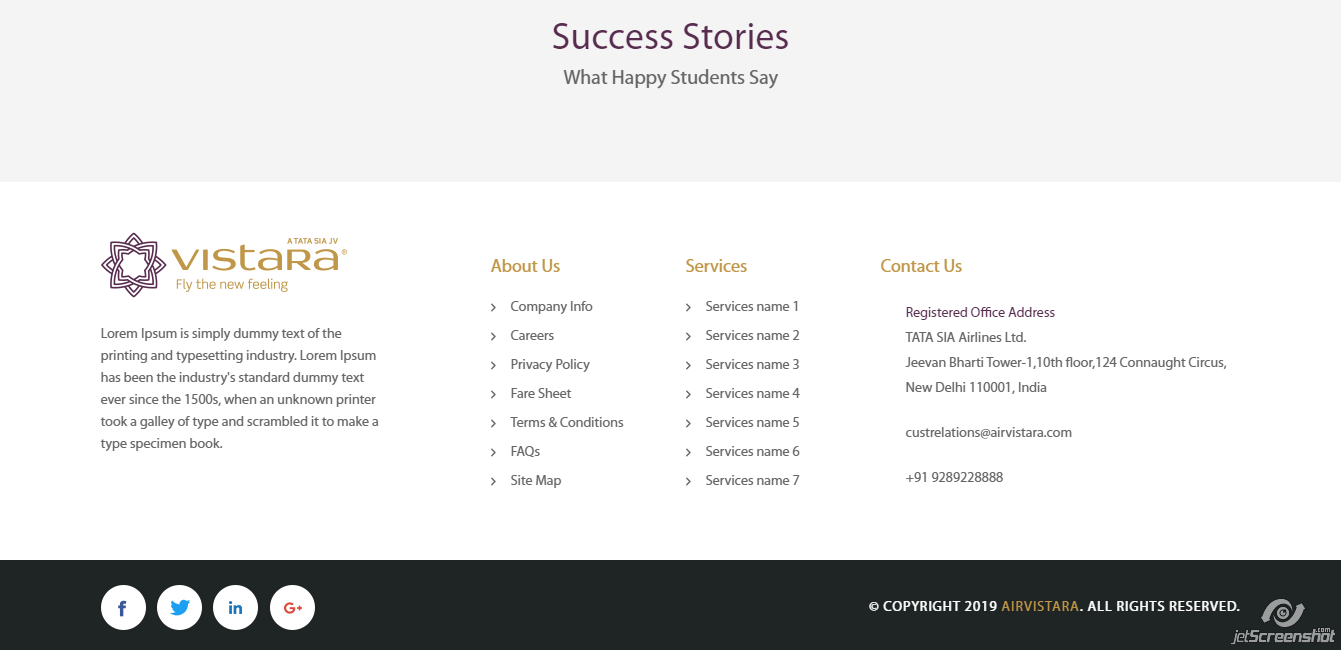 Success Stories
What Happy Students Say
A TATA SIA JV
vistara®
Fly the new feeling
Lorem Ipsum is simply dummy text of the
printing and typesetting industry. Lorem Ipsum
has been the industry's standard dummy text
ever since the 1500s, when an unknown printer
took a galley of type and scrambled it to make a
type specimen book.
About Us
Company Info
Careers
Privacy Policy
Fare Sheet
Terms & Conditions
FAQs
Site Map
Services
Services name 1
Services name 2
Services name 3
Services name 4
Services name 5
Services name 6
Services name 7
Contact Us
Registered Office Address
TATA SIA Airlines Ltd.
Jeevan Bharti Tower-1,10th floor,124 Connaught Circus,
New Delhi 110001, India
custrelations@airvistara.com
+91 9289228888
f
in
G+
© COPYRIGHT 2019 AIRVISTARA. ALL RIGHTS RESERVED.
jetScreenshot.com